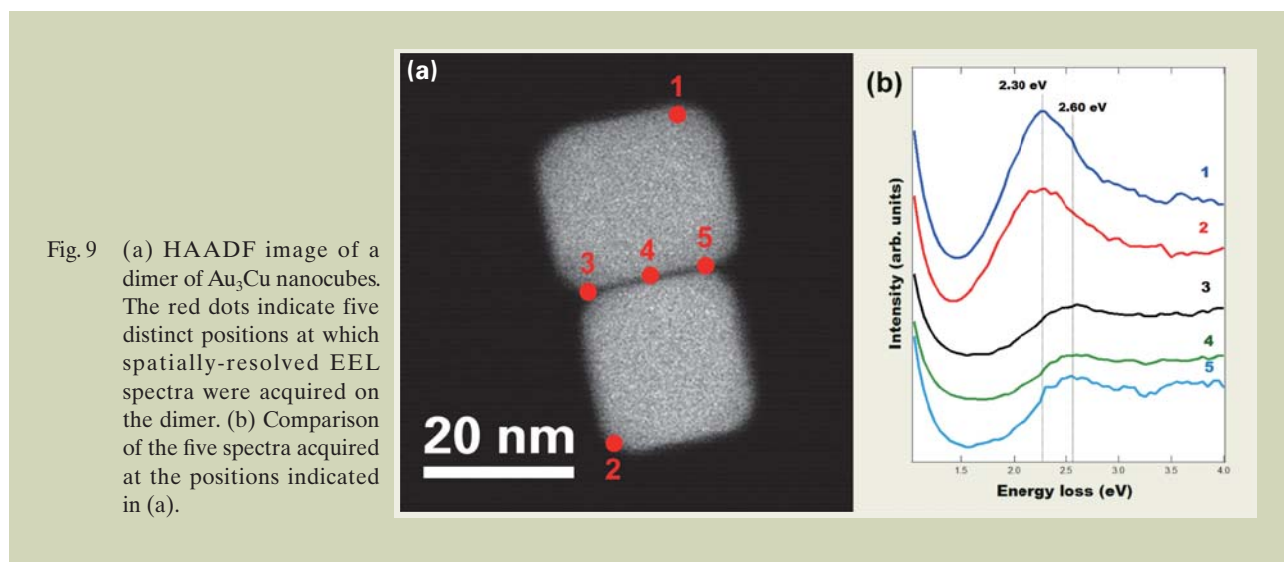 Fig. 9 (a) HAADF image of a
dimer of Au₃Cu nanocubes.
The red dots indicate five
distinct positions at which
spatially-resolved EEL
spectra were acquired on
the dimer. (b) Comparison
of the five spectra acquired
at the positions indicated
in (a).
(a)
1
5
4
3
20 nm
2
(b)
2.30 eV
2.60 eV
1
2
3
4
5
Intensity (arb. units)
1.5 2.0 2.5 3.0 3.5 4.0
Energy loss (eV)